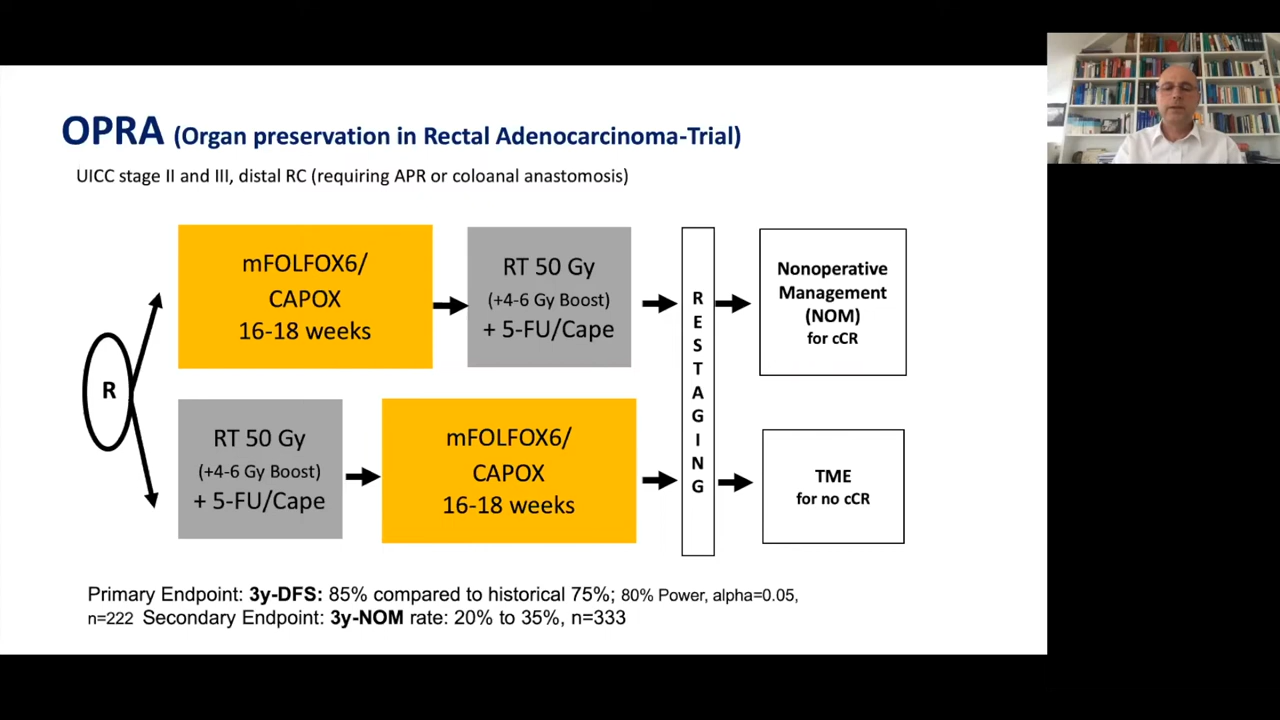 OPRA (Organ preservation in Rectal Adenocarcinoma-Trial)
UICC stage II and III, distal RC (requiring APR or coloanal anastomosis)
R
mFOLFOX6/
CAPOX
16-18 weeks
RT 50 Gy
(+4-6 Gy Boost)
+ 5-FU/Cape
RT 50 Gy
(+4-6 Gy Boost)
+ 5-FU/Cape
mFOLFOX6/
CAPOX
16-18 weeks
R
E
S
T
A
G
I
N
G
Nonoperative
Management
(NOM)
for cCR
TME
for no cCR
Primary Endpoint: 3y-DFS: 85% compared to historical 75%; 80% Power, alpha=0.05,
n=222 Secondary Endpoint: 3y-NOM rate: 20% to 35%, n=333